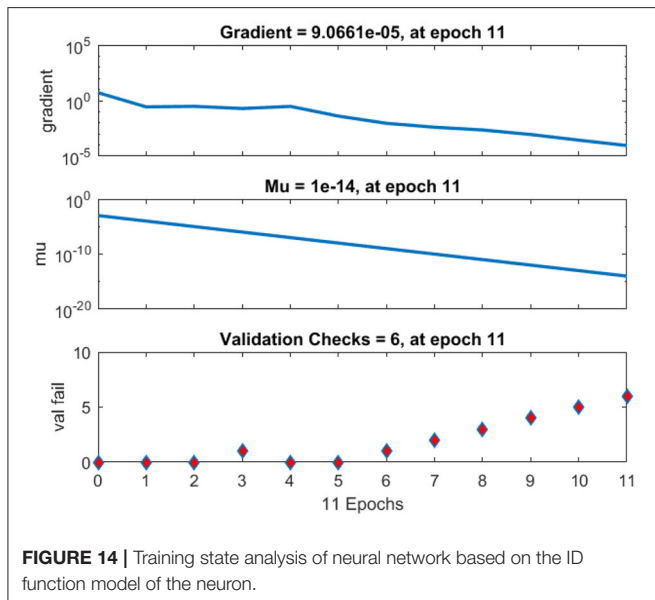 Gradient = 9.0661e-05, at epoch 11
10^5
10^0
10^-5
gradient
Mu = 1e-14, at epoch 11
10^0
10^-10
10^-20
mu
Validation Checks = 6, at epoch 11
10
5
0
val fail
0 1 2 3 4 5 6 7 8 9 10 11
11 Epochs
FIGURE 14 | Training state analysis of neural network based on the ID
function model of the neuron.